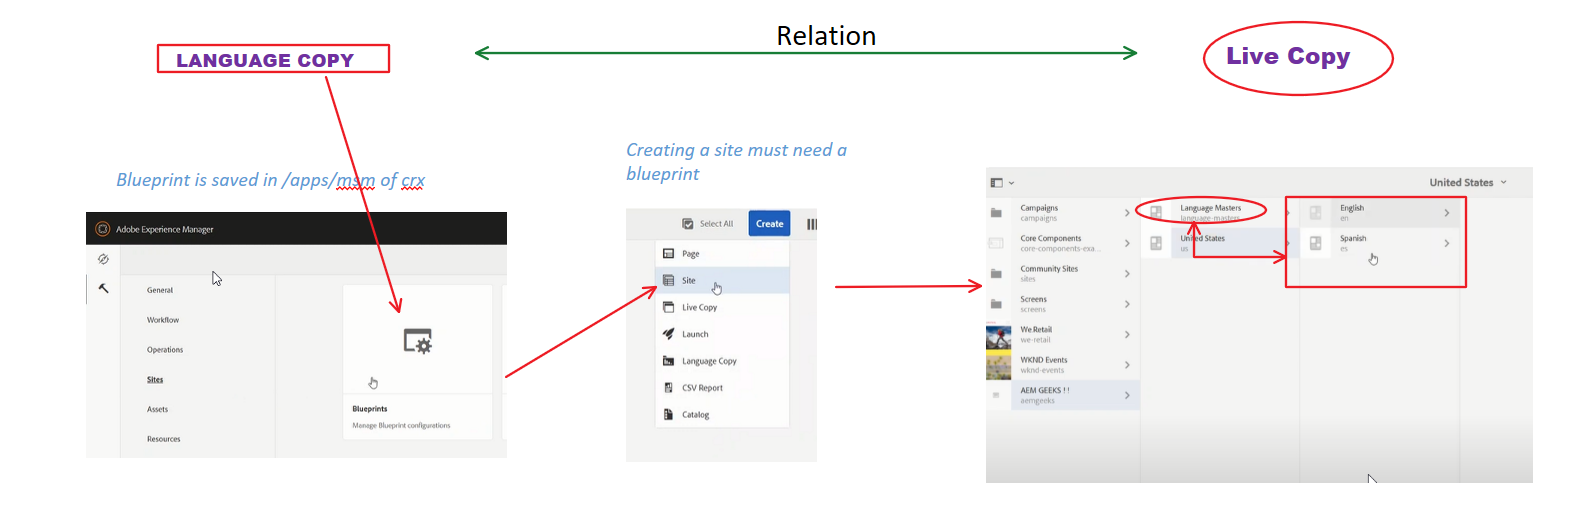 Relation
LANGUAGE COPY
Live Copy
Creating a site must need a
blueprint
Blueprint is saved in /apps/msm of crx
Adobe Experience Manager
General
Workflow
Operations
Sites
Assets
Resources
Blueprints
Manage Blueprint configurations
Select All
Create
Page
Site
Live Copy
Launch
Language Copy
CSV Report
Catalog
United States
Campaigns
campaigns
Core Components
core-components-exa...
Community Sites
sites
Screens
screens
We.Retail
we-retail
WKND Events
wknd-events
AEM GEEKS ! !
aemgeeks
Language Masters
language-masters
United States
us
English
en
Spanish
es